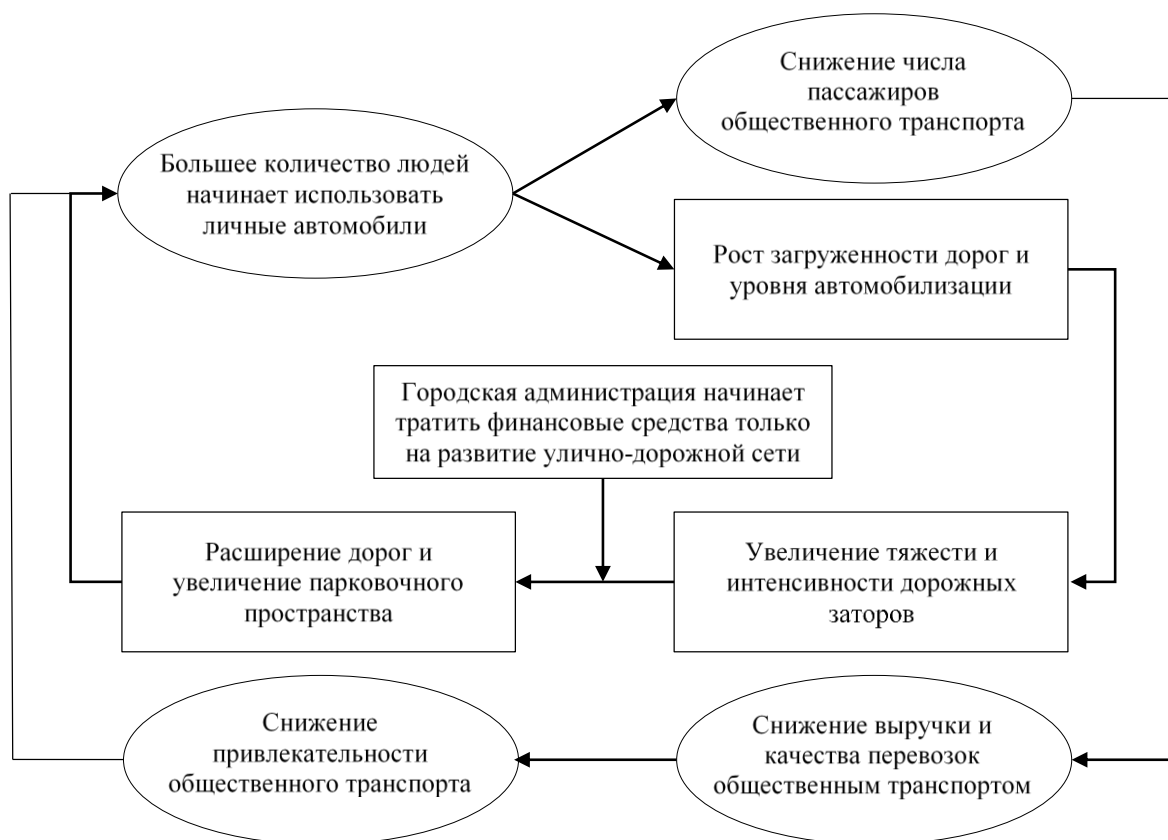 Снижение числа
пассажиров
общественного транспорта
Большее количество людей
начинает использовать
личные автомобили
Рост загруженности дорог и
уровня автомобилизации
Городская администрация начинает
тратить финансовые средства только
на развитие улично-дорожной сети
Расширение дорог и
увеличение парковочного
пространства
Увеличение тяжести и
интенсивности дорожных
заторов
Снижение
привлекательности
общественного транспорта
Снижение выручки и
качества перевозок
общественным транспортом